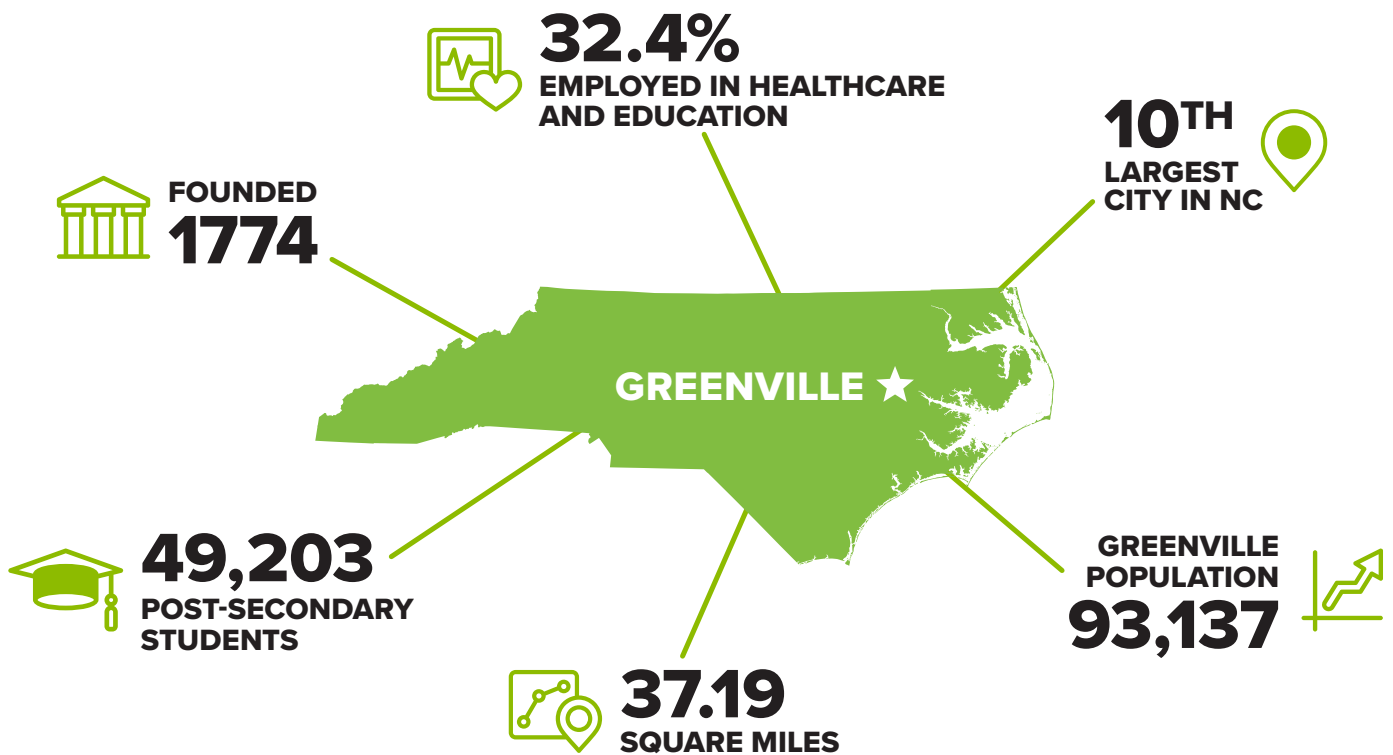 32.4%
EMPLOYED IN HEALTHCARE
AND EDUCATION
10TH
LARGEST
CITY IN NC
FOUNDED
1774
GREENVILLE
49,203
POST-SECONDARY
STUDENTS
GREENVILLE
POPULATION
93,137
37.19
SQUARE MILES